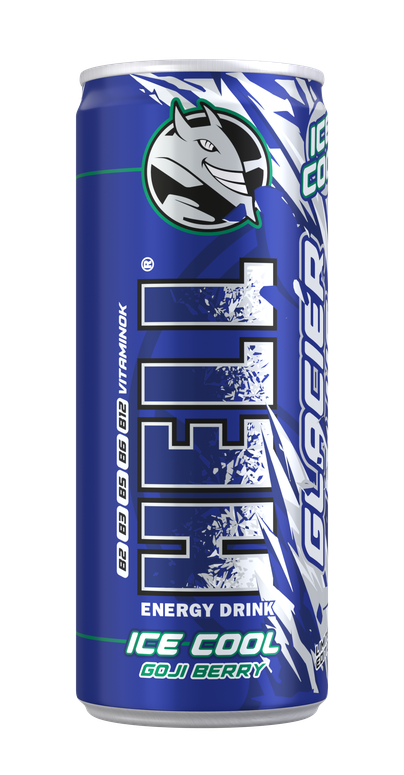 ICE
COOL
GLACIER
HELL®
B2 B3 B5 B6 B12 VITAMINOK
ENERGY DRINK
ICE COOL
GOJI BERRY